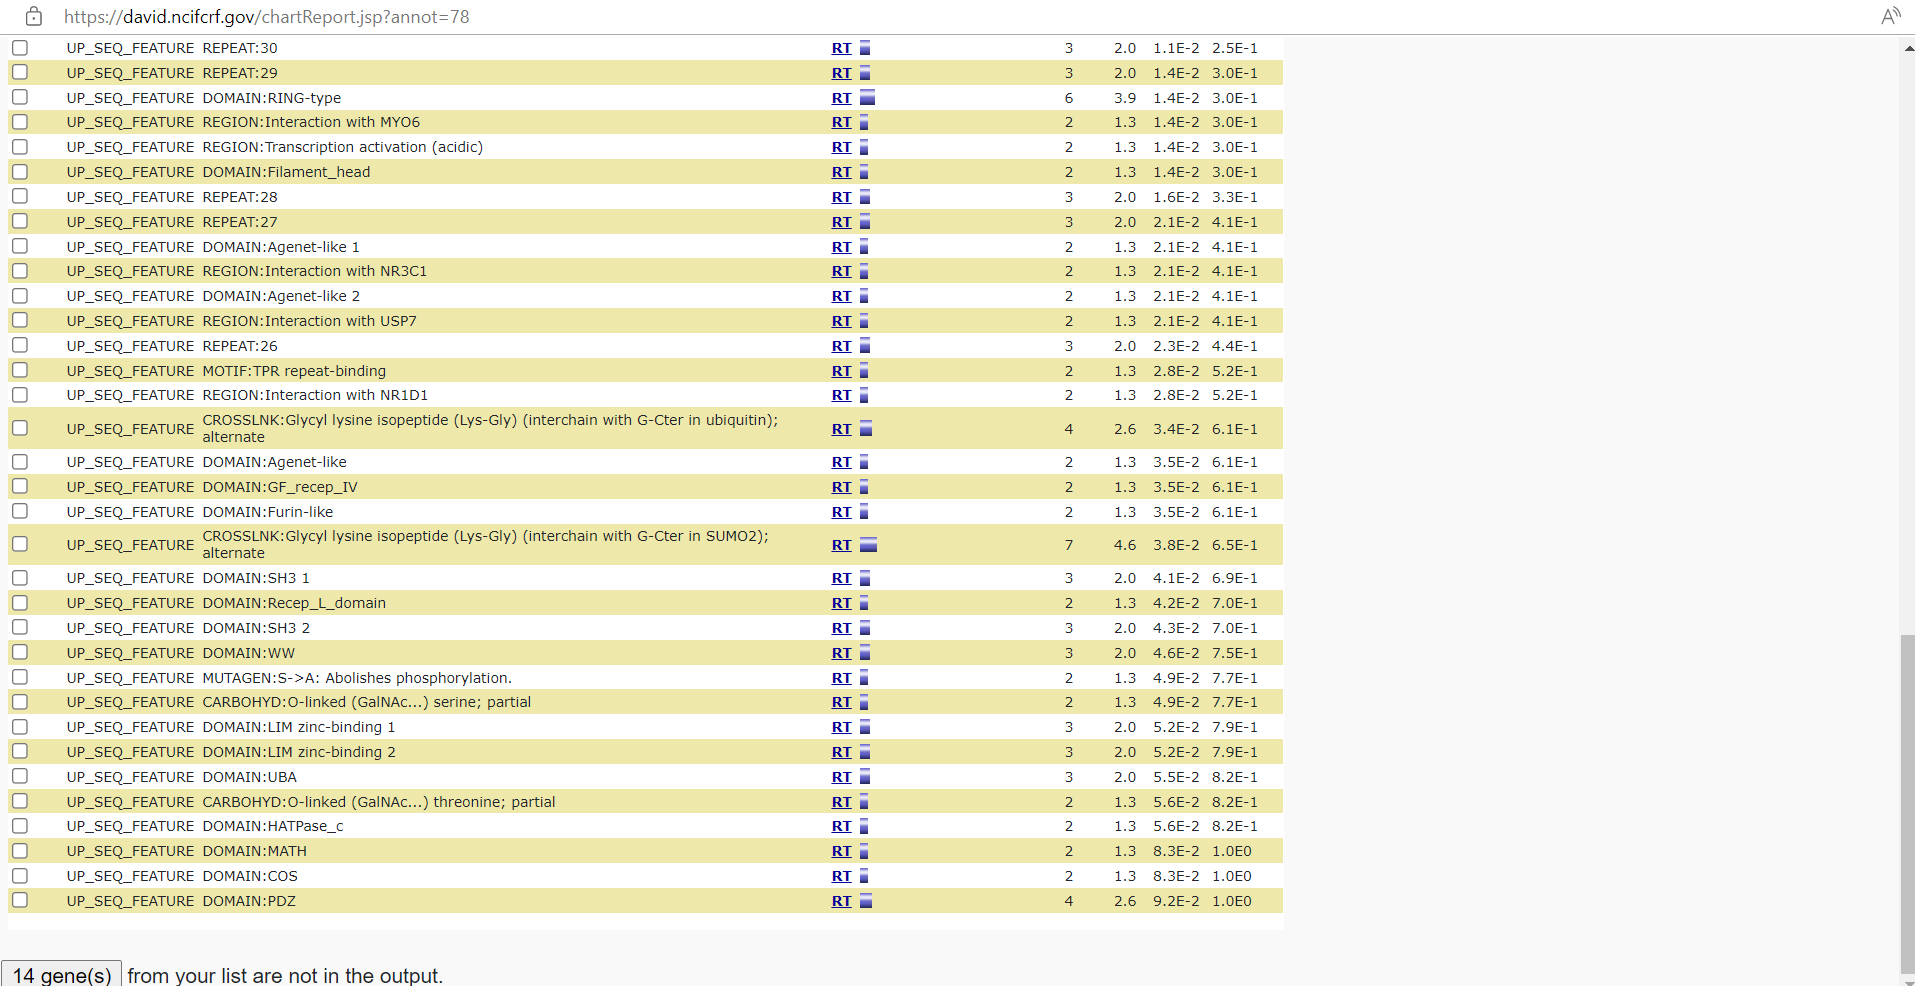 https://david.ncifcrf.gov/chartReport.jsp?annot=78
UP_SEQ_FEATURE REPEAT:30 RT 3 2.0 1.1E-2 2.5E-1
UP_SEQ_FEATURE REPEAT:29 RT 3 2.0 1.4E-2 3.0E-1
UP_SEQ_FEATURE DOMAIN:RING-type RT 6 3.9 1.4E-2 3.0E-1
UP_SEQ_FEATURE REGION:Interaction with MYO6 RT 2 1.3 1.4E-2 3.0E-1
UP_SEQ_FEATURE REGION:Transcription activation (acidic) RT 2 1.3 1.4E-2 3.0E-1
UP_SEQ_FEATURE DOMAIN:Filament_head RT 2 1.3 1.4E-2 3.0E-1
UP_SEQ_FEATURE REPEAT:28 RT 3 2.0 1.6E-2 3.3E-1
UP_SEQ_FEATURE REPEAT:27 RT 3 2.0 2.1E-2 4.1E-1
UP_SEQ_FEATURE DOMAIN:Agenet-like 1 RT 2 1.3 2.1E-2 4.1E-1
UP_SEQ_FEATURE REGION:Interaction with NR3C1 RT 2 1.3 2.1E-2 4.1E-1
UP_SEQ_FEATURE DOMAIN:Agenet-like 2 RT 2 1.3 2.1E-2 4.1E-1
UP_SEQ_FEATURE REGION:Interaction with USP7 RT 2 1.3 2.1E-2 4.1E-1
UP_SEQ_FEATURE REPEAT:26 RT 3 2.0 2.3E-2 4.4E-1
UP_SEQ_FEATURE MOTIF:TPR repeat-binding RT 2 1.3 2.8E-2 5.2E-1
UP_SEQ_FEATURE REGION:Interaction with NR1D1 RT 2 1.3 2.8E-2 5.2E-1
UP_SEQ_FEATURE CROSSLNK:Glycyl lysine isopeptide (Lys-Gly) (interchain with G-Cter in ubiquitin);
alternate RT 4 2.6 3.4E-2 6.1E-1
UP_SEQ_FEATURE DOMAIN:Agenet-like RT 2 1.3 3.5E-2 6.1E-1
UP_SEQ_FEATURE DOMAIN:GF_recep_IV RT 2 1.3 3.5E-2 6.1E-1
UP_SEQ_FEATURE DOMAIN:Furin-like RT 2 1.3 3.5E-2 6.1E-1
UP_SEQ_FEATURE CROSSLNK:Glycyl lysine isopeptide (Lys-Gly) (interchain with G-Cter in SUMO2);
alternate RT 7 4.6 3.8E-2 6.5E-1
UP_SEQ_FEATURE DOMAIN:SH3 1 RT 3 2.0 4.1E-2 6.9E-1
UP_SEQ_FEATURE DOMAIN:Recep_L_domain RT 2 1.3 4.2E-2 7.0E-1
UP_SEQ_FEATURE DOMAIN:SH3 2 RT 3 2.0 4.3E-2 7.0E-1
UP_SEQ_FEATURE DOMAIN:WW RT 3 2.0 4.6E-2 7.5E-1
UP_SEQ_FEATURE MUTAGEN:S->A: Abolishes phosphorylation. RT 2 1.3 4.9E-2 7.7E-1
UP_SEQ_FEATURE CARBOHYD:O-linked (GalNAc...) serine; partial RT 2 1.3 4.9E-2 7.7E-1
UP_SEQ_FEATURE DOMAIN:LIM zinc-binding 1 RT 3 2.0 5.2E-2 7.9E-1
UP_SEQ_FEATURE DOMAIN:LIM zinc-binding 2 RT 3 2.0 5.2E-2 7.9E-1
UP_SEQ_FEATURE DOMAIN:UBA RT 3 2.0 5.5E-2 8.2E-1
UP_SEQ_FEATURE CARBOHYD:O-linked (GalNAc...) threonine; partial RT 2 1.3 5.6E-2 8.2E-1
UP_SEQ_FEATURE DOMAIN:HATPase_c RT 2 1.3 5.6E-2 8.2E-1
UP_SEQ_FEATURE DOMAIN:MATH RT 2 1.3 8.3E-2 1.0E0
UP_SEQ_FEATURE DOMAIN:COS RT 2 1.3 8.3E-2 1.0E0
UP_SEQ_FEATURE DOMAIN:PDZ RT 4 2.6 9.2E-2 1.0E0
14 gene(s) from your list are not in the output.